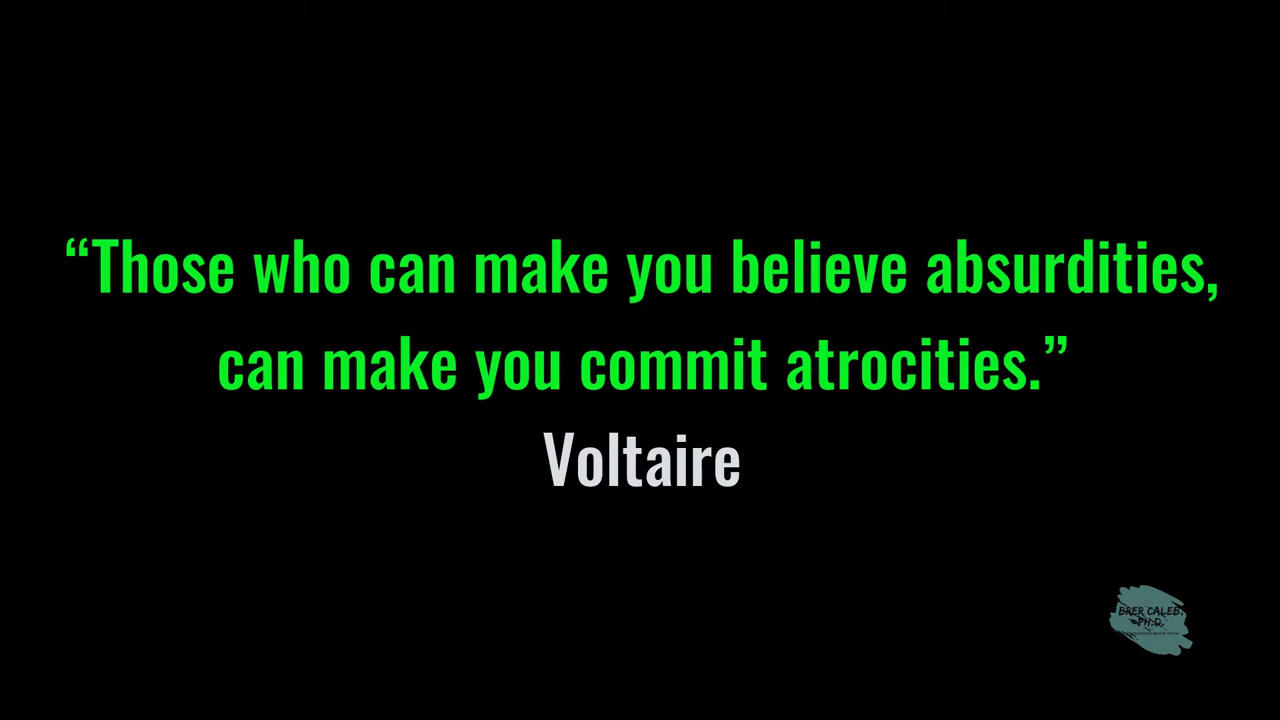 “Those who can make you believe absurdities,
can make you commit atrocities.”
Voltaire
BRER CALEB,
PH.D.